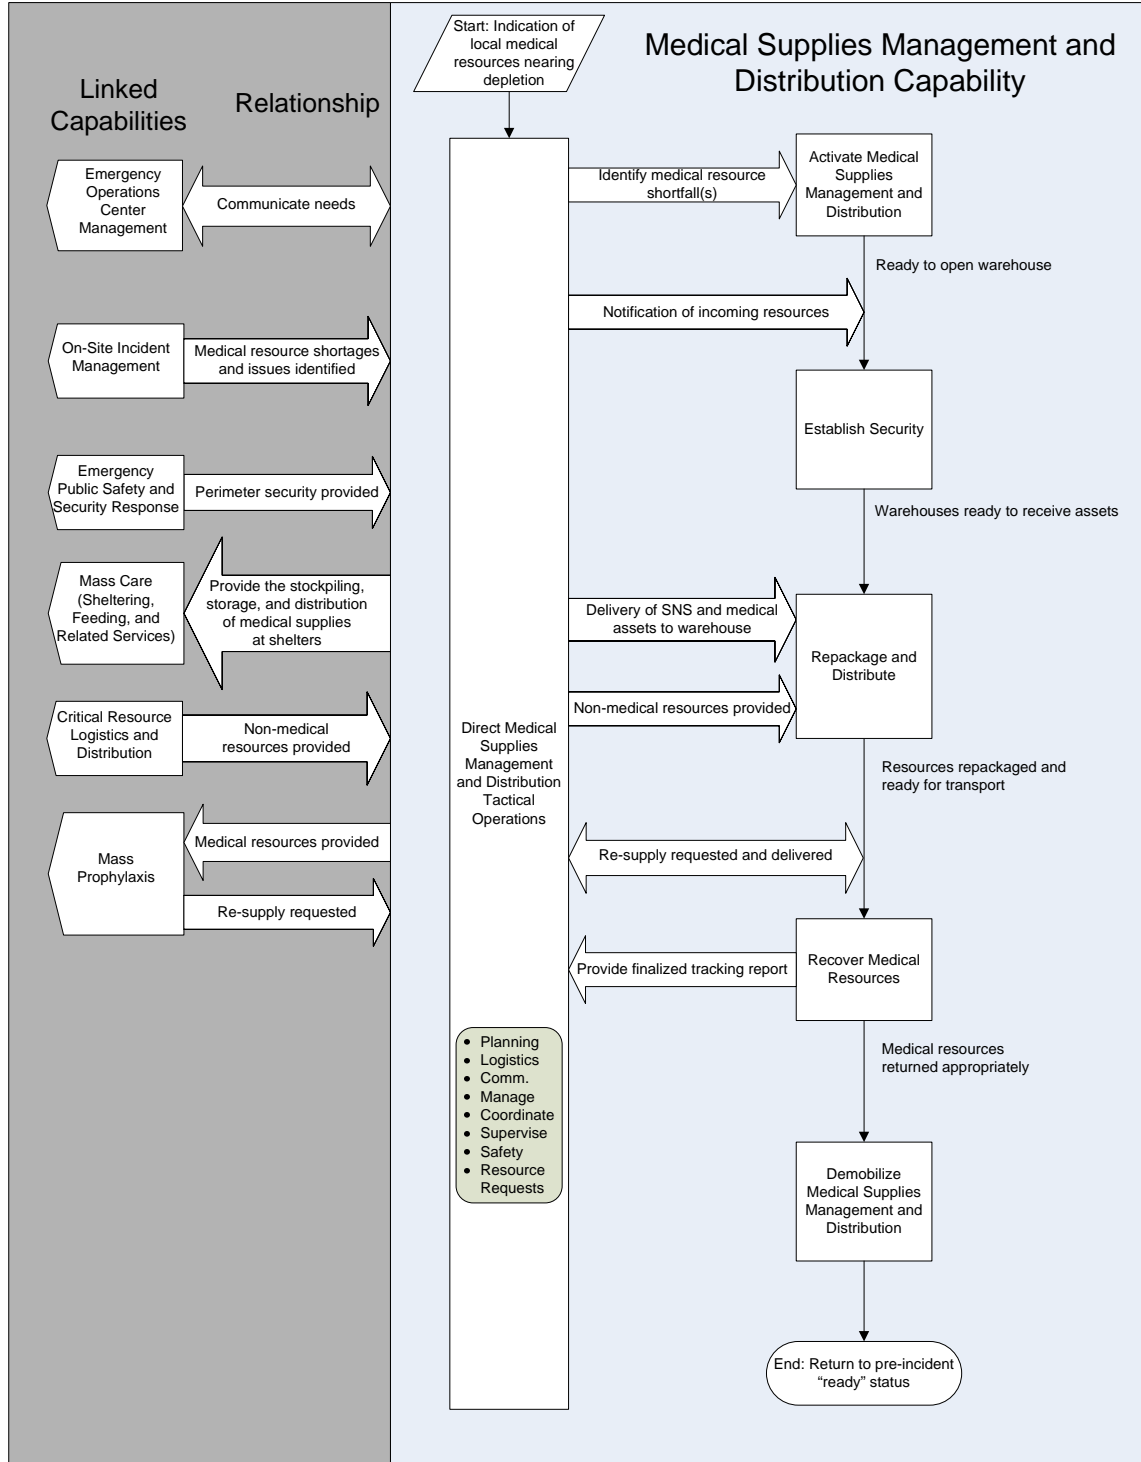 Start: Indication of
local medical
resources nearing
depletion
Medical Supplies Management and
Distribution Capability
Linked
Capabilities
Relationship
Emergency
Operations
Center
Management
Communicate needs
On-Site Incident
Management
Medical resource shortages
and issues identified
Emergency
Public Safety and
Security Response
Perimeter security provided
Mass Care
(Sheltering,
Feeding, and
Related Services)
Provide the stockpiling,
storage, and distribution
of medical supplies
at shelters
Critical Resource
Logistics and
Distribution
Non-medical
resources provided
Mass
Prophylaxis
Medical resources provided
Re-supply requested
Direct Medical
Supplies
Management
and Distribution
Tactical
Operations
• Planning
• Logistics
• Comm.
• Manage
• Coordinate
• Supervise
• Safety
• Resource
Requests
Identify medical resource
shortfall(s)
Activate Medical
Supplies
Management and
Distribution
Ready to open warehouse
Notification of incoming resources
Establish Security
Warehouses ready to receive assets
Delivery of SNS and medical
assets to warehouse
Non-medical resources provided
Repackage and
Distribute
Resources repackaged and
ready for transport
Re-supply requested and delivered
Provide finalized tracking report
Recover Medical
Resources
Medical resources
returned appropriately
Demobilize
Medical Supplies
Management and
Distribution
End: Return to pre-incident
“ready” status